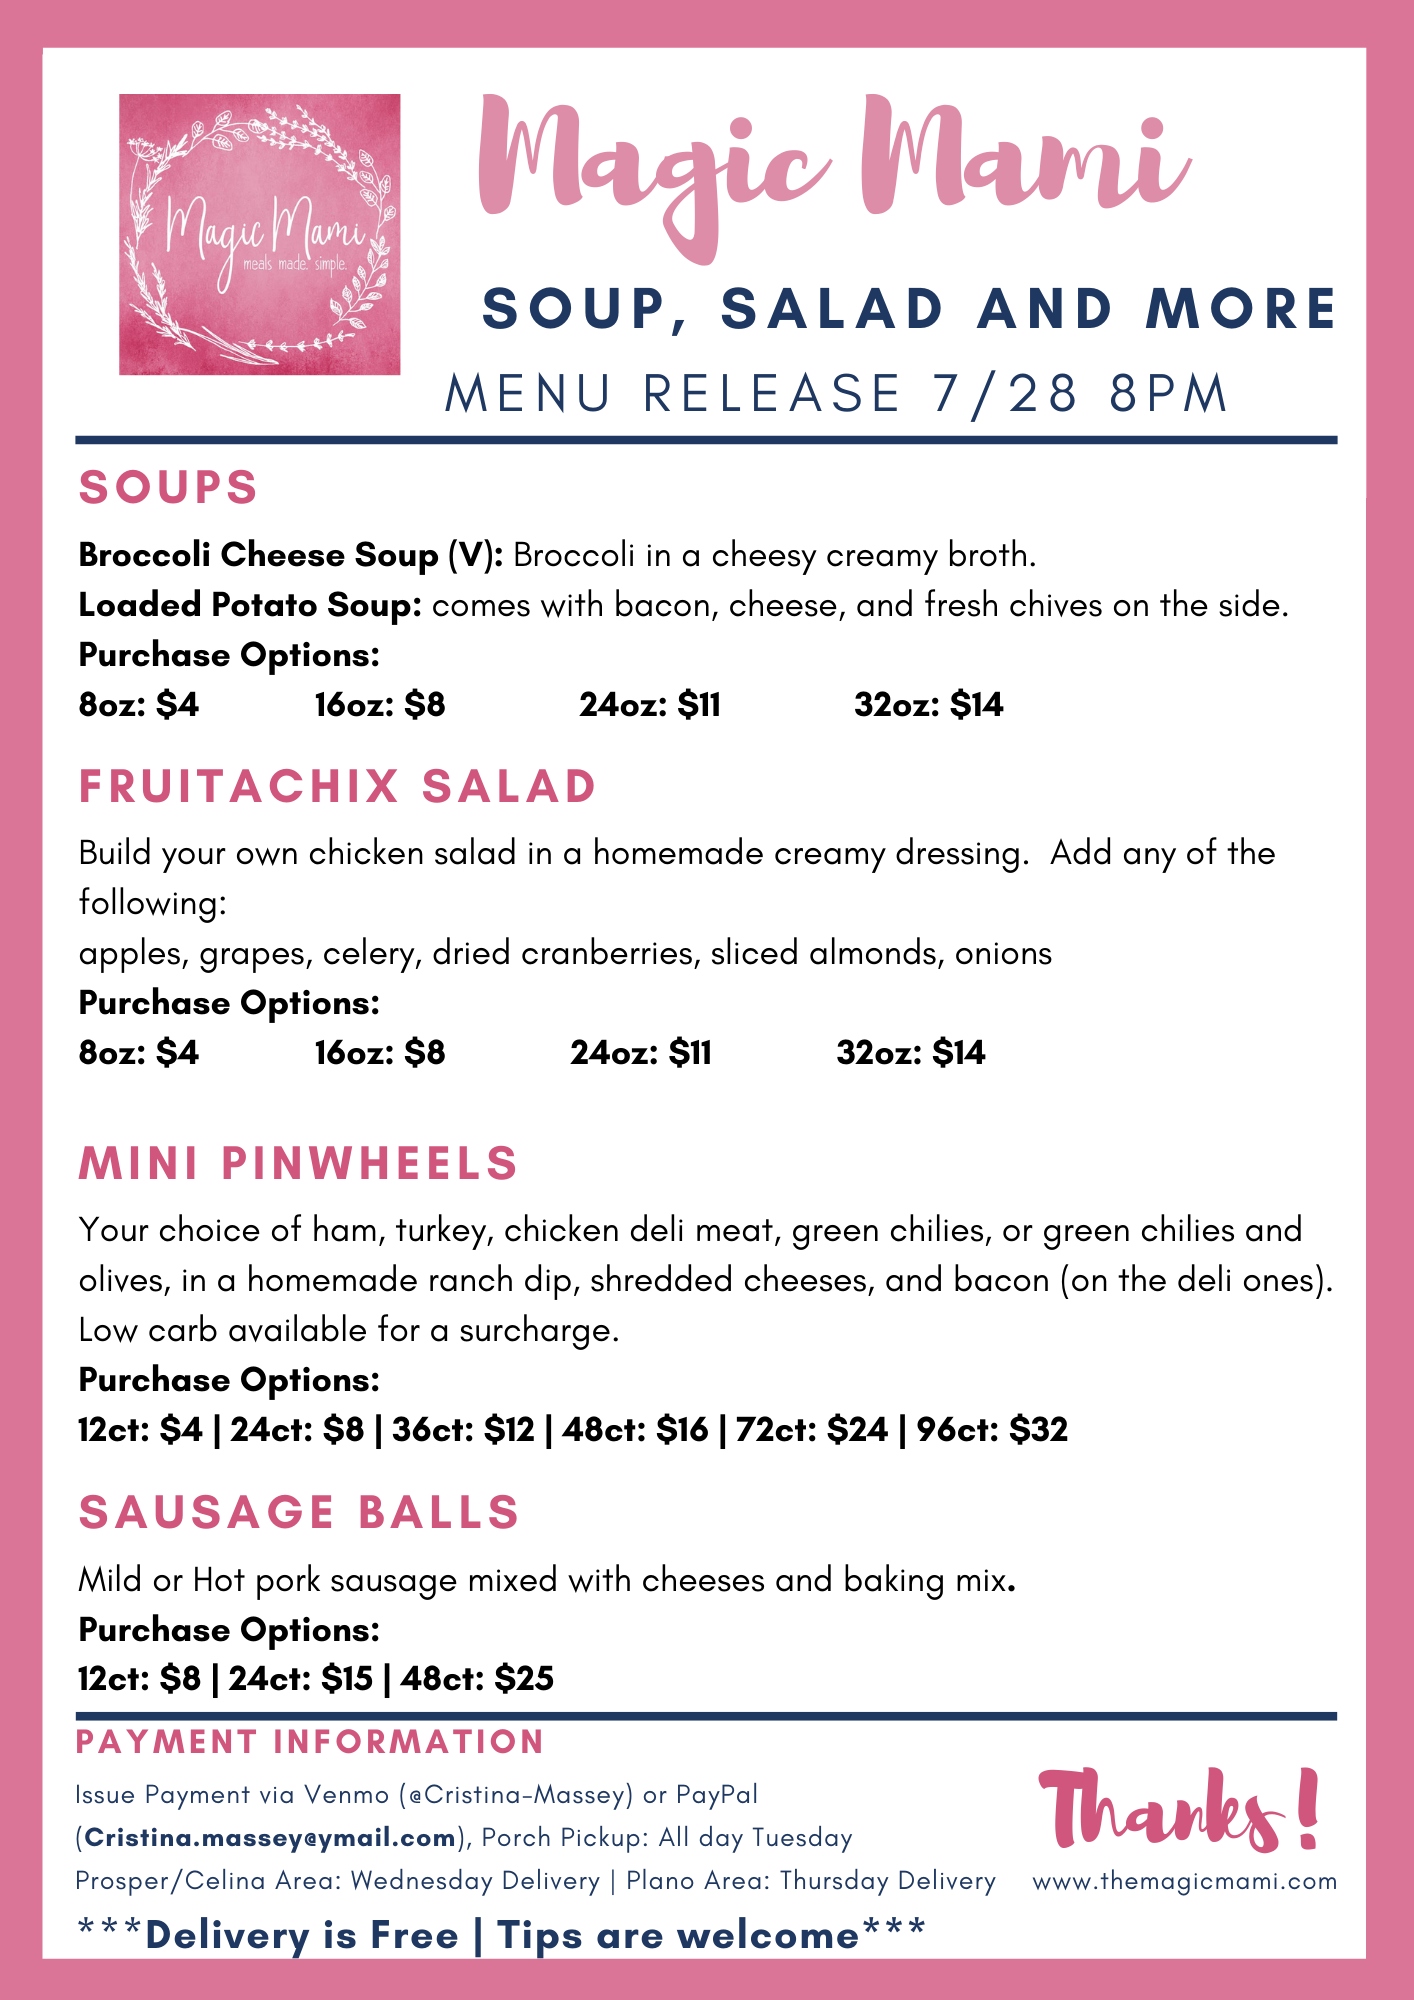 Magic Mami
meals made. simple.
Magic Mami
SOUP, SALAD AND MORE
MENU RELEASE 7/28 8PM
SOUPS
Broccoli Cheese Soup (V): Broccoli in a cheesy creamy broth.
Loaded Potato Soup: comes with bacon, cheese, and fresh chives on the side.
Purchase Options:
8oz: $4 16oz: $8 24oz: $11 32oz: $14
FRUITACHIX SALAD
Build your own chicken salad in a homemade creamy dressing. Add any of the
following:
apples, grapes, celery, dried cranberries, sliced almonds, onions
Purchase Options:
8oz: $4 16oz: $8 24oz: $11 32oz: $14
MINI PINWHEELS
Your choice of ham, turkey, chicken deli meat, green chilies, or green chilies and
olives, in a homemade ranch dip, shredded cheeses, and bacon (on the deli ones).
Low carb available for a surcharge.
Purchase Options:
12ct: $4 | 24ct: $8 | 36ct: $12 | 48ct: $16 | 72ct: $24 | 96ct: $32
SAUSAGE BALLS
Mild or Hot pork sausage mixed with cheeses and baking mix.
Purchase Options:
12ct: $8 | 24ct: $15 | 48ct: $25
PAYMENT INFORMATION
Issue Payment via Venmo (@Cristina-Massey) or PayPal
(Cristina.massey@ymail.com), Porch Pickup: All day Tuesday
Prosper/Celina Area: Wednesday Delivery | Plano Area: Thursday Delivery
***Delivery is Free | Tips are welcome***
Thanks!
www.themagicmami.com